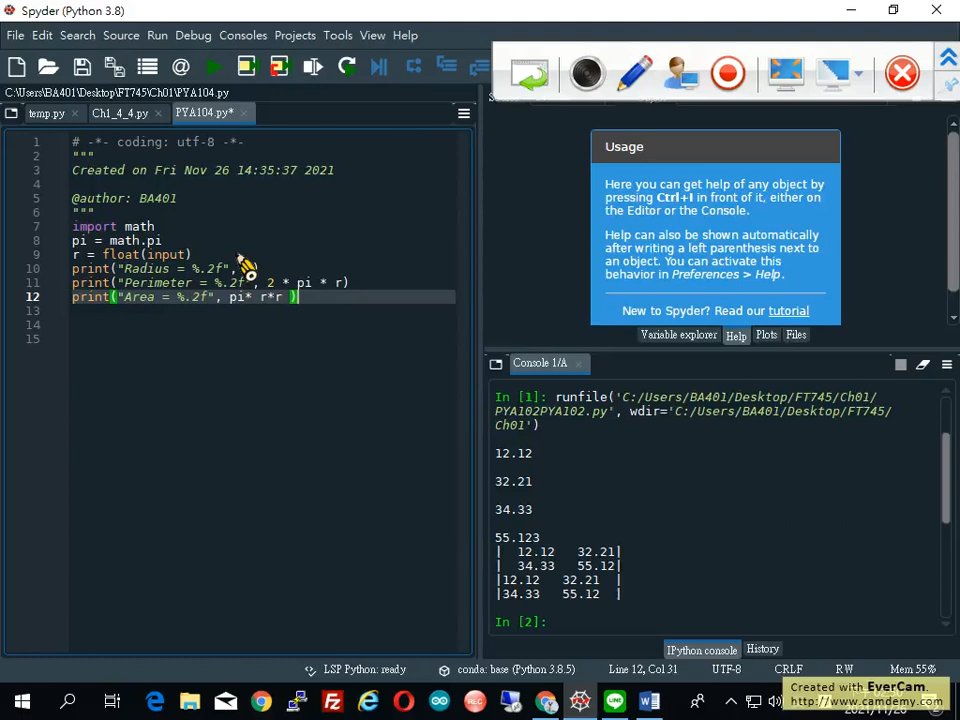 Spyder (Python 3.8)
File Edit Search Source Run Debug Consoles Projects Tools View Help
C:\Users\BA401\Desktop\FT745\Ch01\PYA104.py
temp.py Ch1_4_4.py PYA104.py*
1 # -*- coding: utf-8 -*-
2 """
3 Created on Fri Nov 26 14:35:37 2021
4
5 @author: BA401
6 """
7 import math
8 pi = math.pi
9 r = float(input)
10 print("Radius = %.2f",
11 print("Perimeter = %.2f", 2 * pi * r)
12 print("Area = %.2f", pi* r*r )
13
14
15
Usage
Here you can get help of any object by
pressing Ctrl+I in front of it, either on
the Editor or the Console.
Help can also be shown automatically
after writing a left parenthesis next to
an object. You can activate this
behavior in Preferences > Help.
New to Spyder? Read our tutorial
Variable explorer Help Plots Files
Console 1/A
In [1]: runfile('C:/Users/BA401/Desktop/FT745/Ch01/
PYA102PYA102.py', wdir='C:/Users/BA401/Desktop/FT745/
Ch01')
12.12
32.21
34.33
55.123
|   12.12   32.21|
|   34.33   55.12|
|12.12   32.21   |
|34.33   55.12   |
In [2]:
IPython console History
LSP Python: ready conda: base (Python 3.8.5) Line 12, Col 31 UTF-8 CRLF RW Mem 55%
REC
LINE
Created with EverCam.
http://www.camdemy.com